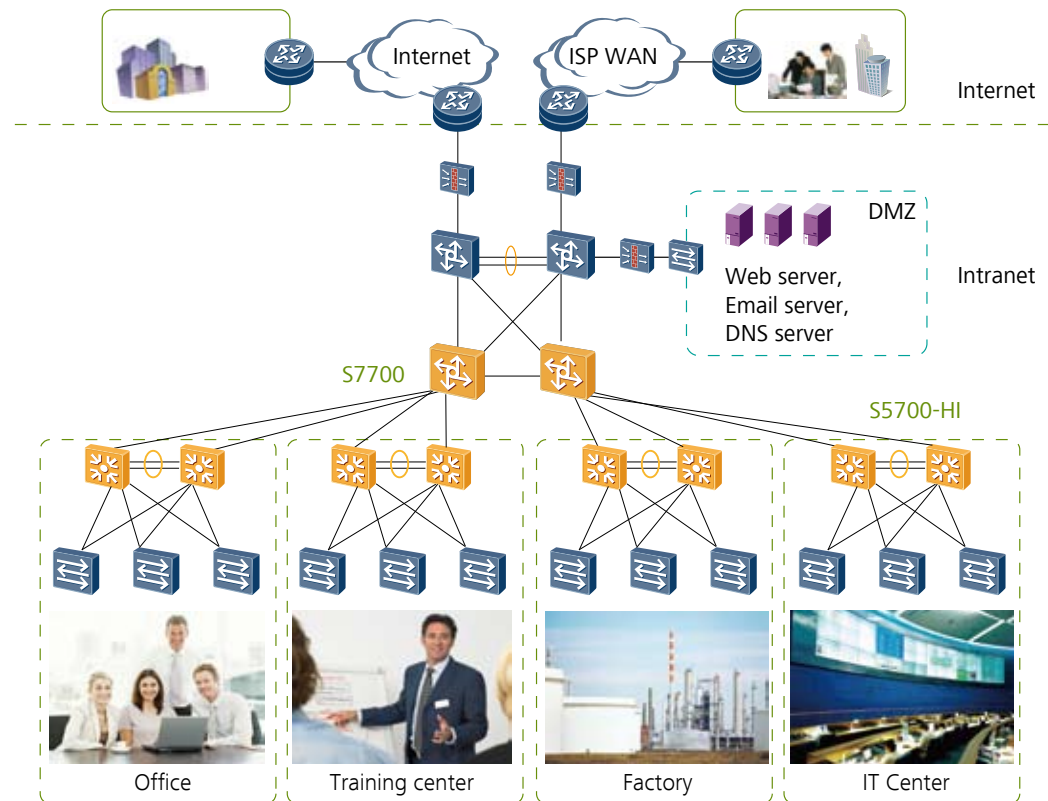 Internet
ISP WAN
Internet
DMZ
Web server,
Email server,
DNS server
Intranet
S7700
S5700-HI
Office
Training center
Factory
IT Center